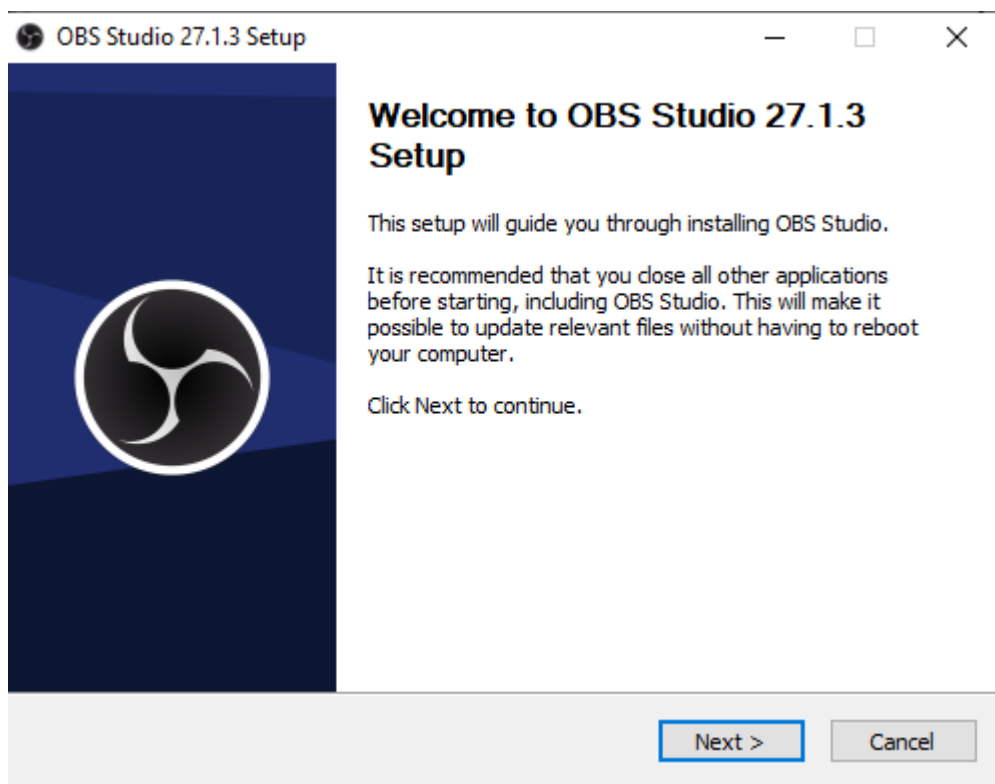 OBS Studio 27.1.3 Setup
Welcome to OBS Studio 27.1.3
Setup
This setup will guide you through installing OBS Studio.
It is recommended that you close all other applications
before starting, including OBS Studio. This will make it
possible to update relevant files without having to reboot
your computer.
Click Next to continue.
Next >
Cancel